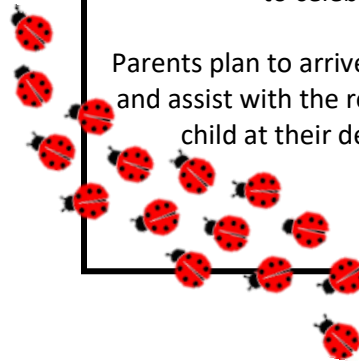 Parents plan to arrive
and assist with the
child at their